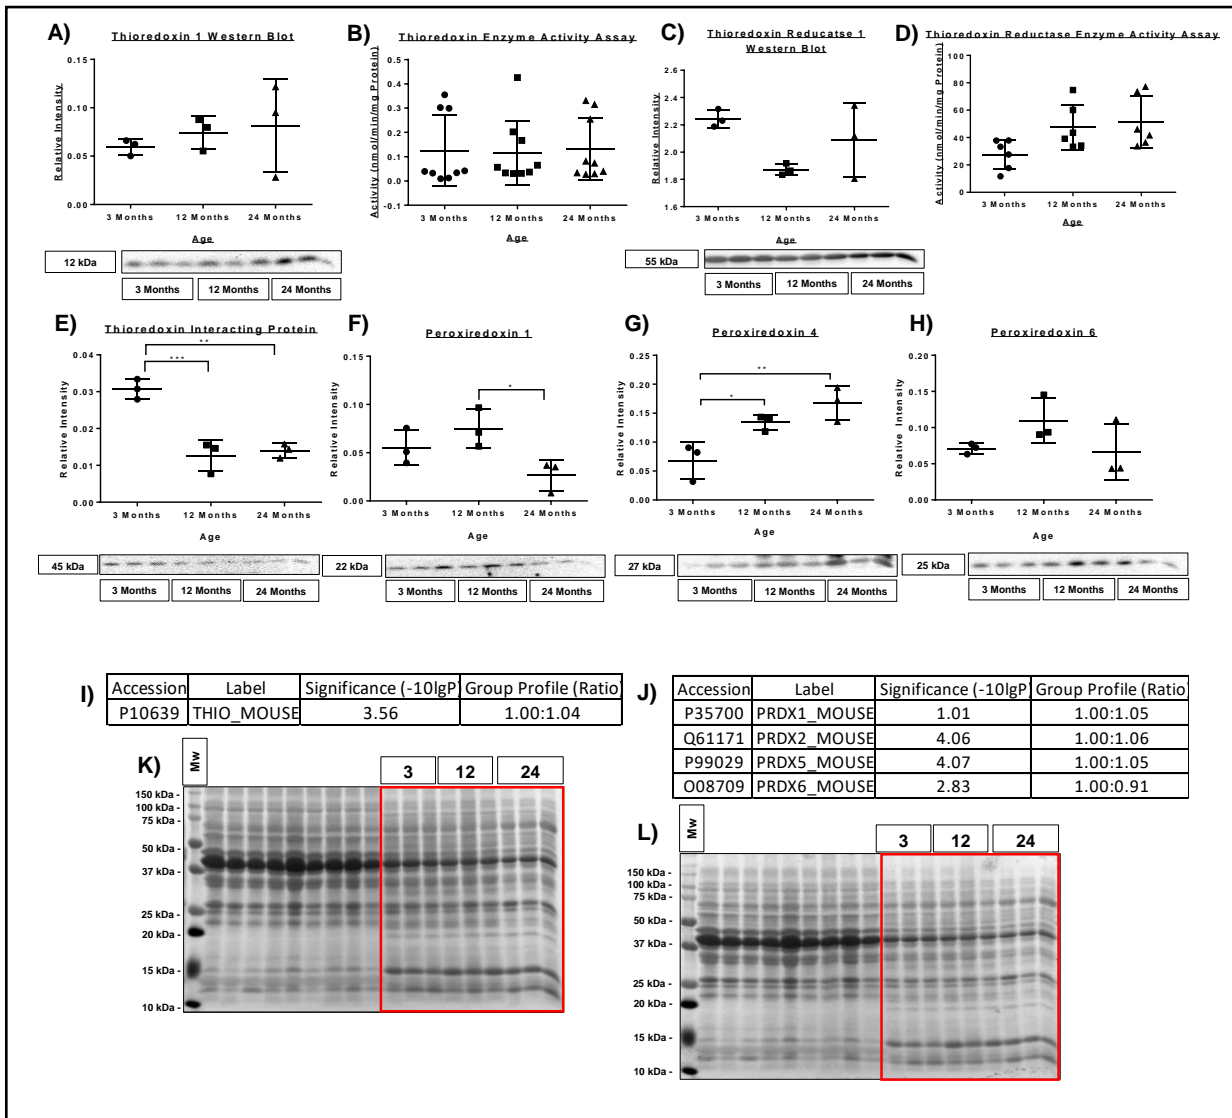 A)
Thioredoxin 1 Western Blot
Relative Intensity
0.15
0.10
0.05
0.00
3 Months 12 Months 24 Months
Age
12 kDa
3 Months 12 Months 24 Months
B)
Thioredoxin Enzyme Activity Assay
Activity (nmol/min/mg Protein)
0.5
0.4
0.3
0.2
0.1
0.0
-0.1
3 Months 12 Months 24 Months
Age
C)
Thioredoxin Reducatse 1
Western Blot
Relative Intensity
2.6
2.4
2.2
2.0
1.8
1.6
3 Months 12 Months 24 Months
Age
55 kDa
3 Months 12 Months 24 Months
D)
Thioredoxin Reductase Enzyme Activity Assay
Activity (nmol/min/mg Protein)
100
80
60
40
20
0
3 Months 12 Months 24 Months
Age
E)
Thioredoxin Interacting Protein
Relative Intensity
0.04
0.03
0.02
0.01
0.00
**
***
3 Months 12 Months 24 Months
Age
45 kDa
3 Months 12 Months 24 Months
F)
Peroxiredoxin 1
Relative Intensity
0.15
0.10
0.05
0.00
*
3 Months 12 Months 24 Months
Age
22 kDa
3 Months 12 Months 24 Months
G)
Peroxiredoxin 4
Relative Intensity
0.25
0.20
0.15
0.10
0.05
0.00
**
*
3 Months 12 Months 24 Months
Age
27 kDa
3 Months 12 Months 24 Months
H)
Peroxiredoxin 6
Relative Intensity
0.20
0.15
0.10
0.05
0.00
3 Months 12 Months 24 Months
Age
25 kDa
3 Months 12 Months 24 Months
I)
Accession Label Significance (-10lgP) Group Profile (Ratio)
P10639 THIO_MOUSE 3.56 1.00:1.04
J)
Accession Label Significance (-10lgP) Group Profile (Ratio)
P35700 PRDX1_MOUSE 1.01 1.00:1.05
Q61171 PRDX2_MOUSE 4.06 1.00:1.06
P99029 PRDX5_MOUSE 4.07 1.00:1.05
O08709 PRDX6_MOUSE 2.83 1.00:0.91
K)
Mw
3 12 24
150 kDa -
100 kDa -
75 kDa -
50 kDa -
37 kDa -
25 kDa -
20 kDa -
15 kDa -
10 kDa -
L)
Mw
3 12 24
150 kDa -
100 kDa -
75 kDa -
50 kDa -
37 kDa -
25 kDa -
20 kDa -
15 kDa -
10 kDa -